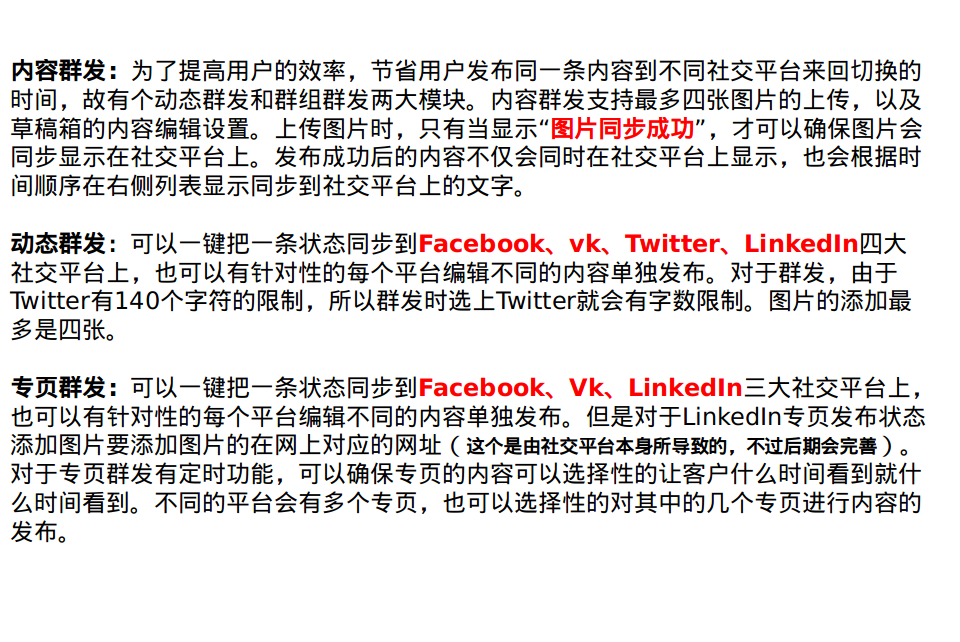 内容群发：为了提高用户的效率，节省用户发布同一条内容到不同社交平台来回切换的
时间，故有个动态群发和群组群发两大模块。内容群发支持最多四张图片的上传，以及
草稿箱的内容编辑设置。上传图片时，只有当显示“图片同步成功”，才可以确保图片会
同步显示在社交平台上。发布成功后的内容不仅会同时在社交平台上显示，也会根据时
间顺序在右侧列表显示同步到社交平台上的文字。
动态群发：可以一键把一条状态同步到Facebook、vk、Twitter、LinkedIn四大
社交平台上，也可以有针对性的每个平台编辑不同的内容单独发布。对于群发，由于
Twitter有140个字符的限制，所以群发时选上Twitter就会有字数限制。图片的添加最
多是四张。
专页群发：可以一键把一条状态同步到Facebook、Vk、LinkedIn三大社交平台上，
也可以有针对性的每个平台编辑不同的内容单独发布。但是对于LinkedIn专页发布状态
添加图片要添加图片的在网上对应的网址（这个是由社交平台本身所导致的，不过后期会完善）。
对于专页群发有定时功能，可以确保专页的内容可以选择性的让客户什么时间看到就什
么时间看到。不同的平台会有多个专页，也可以选择性的对其中的几个专页进行内容的
发布。